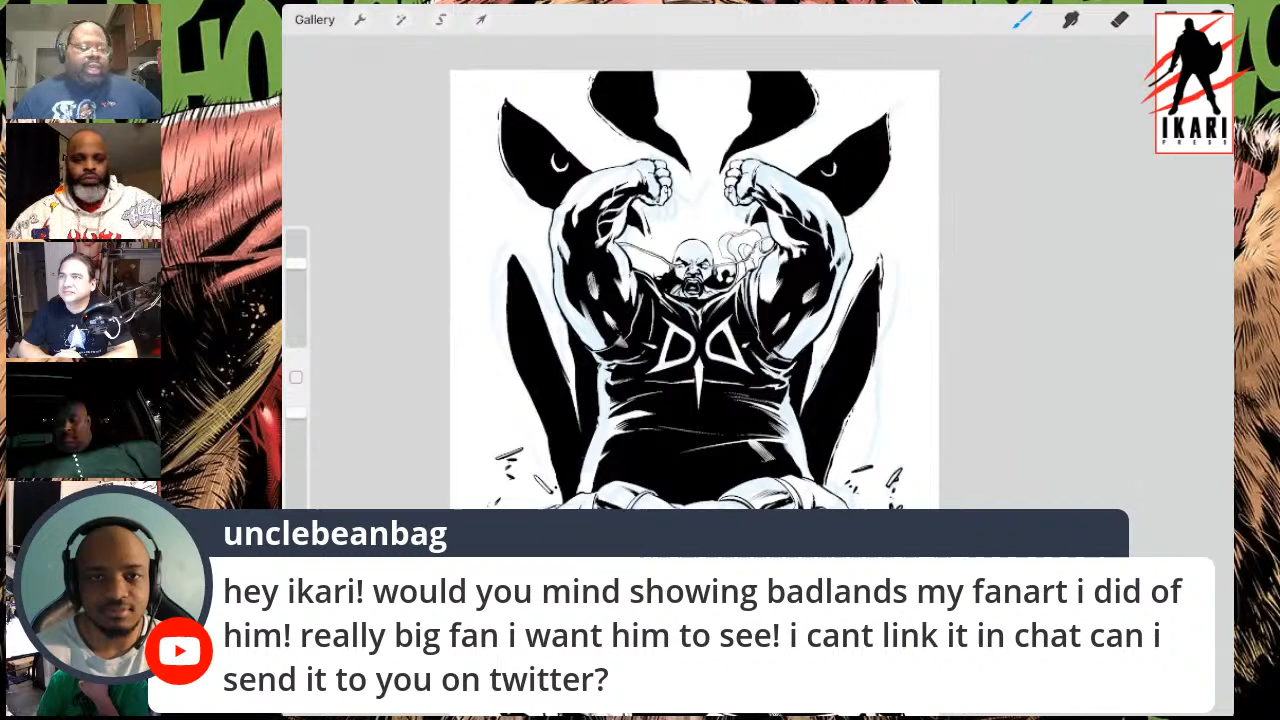 Gallery
IKARI
PRESS
unclebeanbag
hey ikari! would you mind showing badlands my fanart i did of
him! really big fan i want him to see! i cant link it in chat can i
send it to you on twitter?